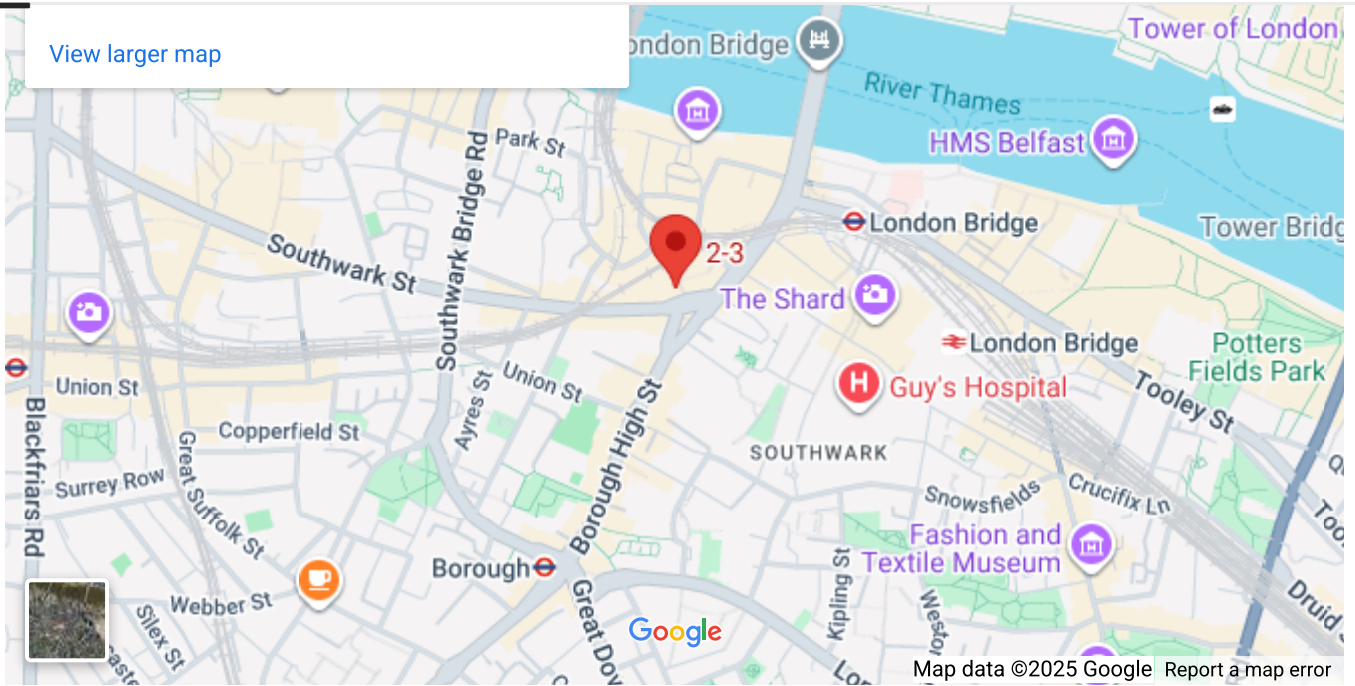 View larger map
ondon Bridge
Tower of London
River Thames
HMS Belfast
Park St
Southwark Bridge Rd
London Bridge
Tower Bridg
Southwark St
2-3
The Shard
London Bridge
Potters
Fields Park
Union St
Union St
Guy's Hospital
Tooley St
Blackfriars Rd
Ayres St
Copperfield St
Borough High St
SOUTHWARK
Surrey Row
Great Suffolk St
Snowsfields
Crucifix Ln
Fashion and
Textile Museum
Borough
Kipling St
Webber St
Silex St
Great Dov
Westo
Druid
Google
Lon
Map data ©2025 Google
Report a map error